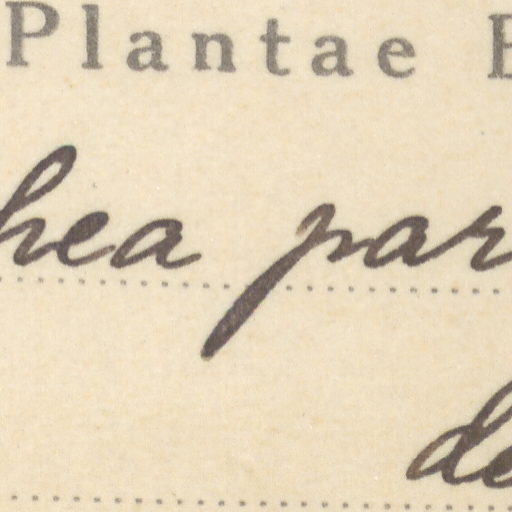 Plantae E
hea par
de